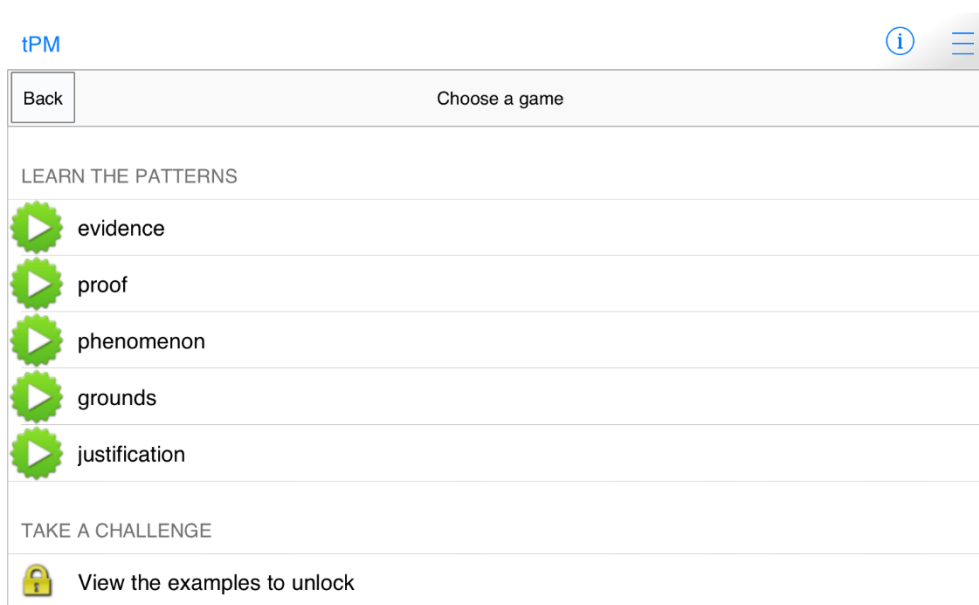 tPM
i
Back
Choose a game
LEARN THE PATTERNS
evidence
proof
phenomenon
grounds
justification
TAKE A CHALLENGE
View the examples to unlock